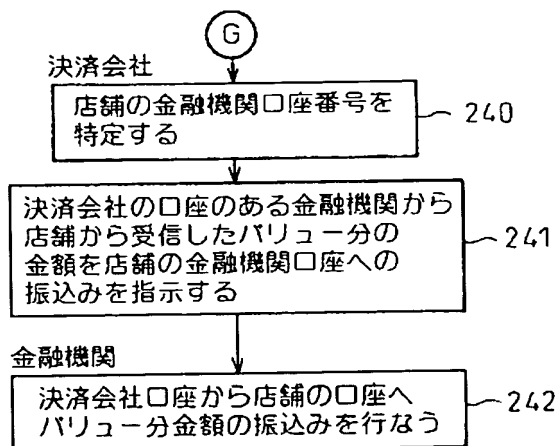 G
決済会社
店舗の金融機関口座番号を
特定する
240
決済会社の口座のある金融機関から
店舗から受信したバリュー分の
金額を店舗の金融機関口座への
振込みを指示する
241
金融機関
決済会社口座から店舗の口座へ
バリュー分金額の振込みを行なう
242